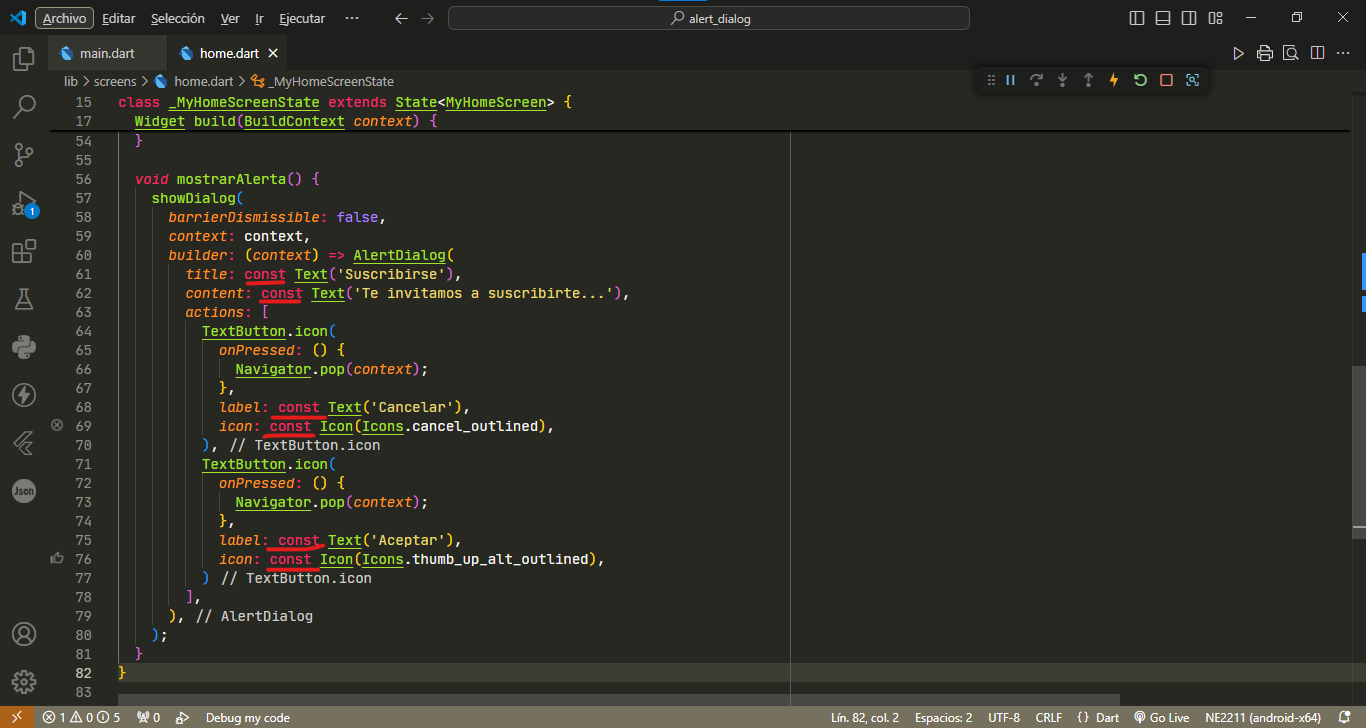 Archivo Editar Selección Ver Ir Ejecutar ··· alert_dialog
main.dart home.dart
lib > screens > home.dart > _MyHomeScreenState
15 class _MyHomeScreenState extends State<MyHomeScreen> {
17 Widget build(BuildContext context) {
54 }
55
56 void mostrarAlerta() {
57 showDialog(
58 barrierDismissible: false,
59 context: context,
60 builder: (context) => AlertDialog(
61 title: const Text('Suscribirse'),
62 content: const Text('Te invitamos a suscribirte...'),
63 actions: [
64 TextButton.icon(
65 onPressed: () {
66 Navigator.pop(context);
67 },
68 label: const Text('Cancelar'),
69 icon: const Icon(Icons.cancel_outlined),
70 ), // TextButton.icon
71 TextButton.icon(
72 onPressed: () {
73 Navigator.pop(context);
74 },
75 label: const Text('Aceptar'),
76 icon: const Icon(Icons.thumb_up_alt_outlined),
77 ) // TextButton.icon
78 ],
79 ), // AlertDialog
80 );
81 }
82 }
83
1
Json
1 0 5 0 Debug my code Lín. 82, col. 2 Espacios: 2 UTF-8 CRLF {} Dart Go Live NE2211 (android-x64)